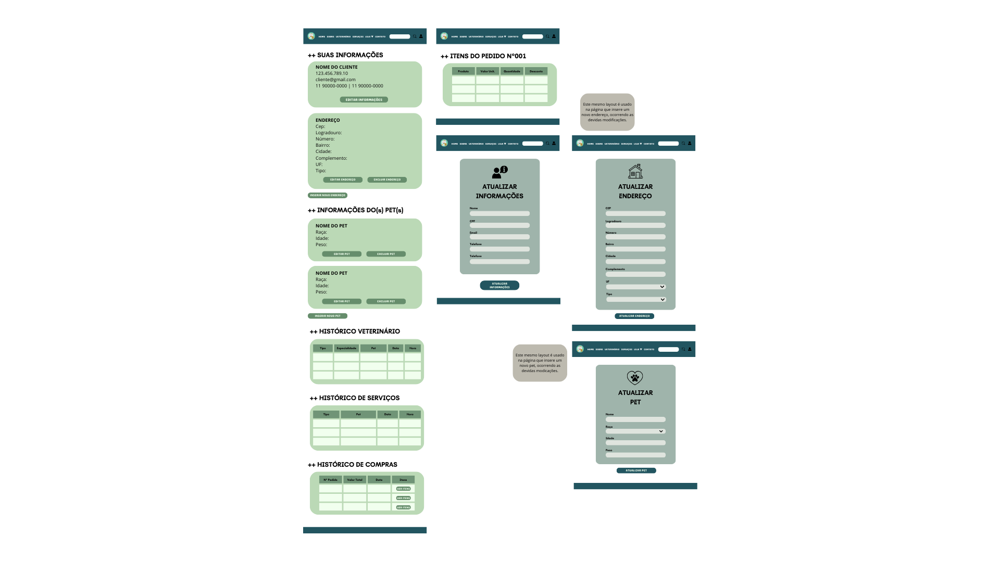 HOME SOBRE VETERINÁRIO SERVIÇOS LOJA ▼ CONTATO
++ SUAS INFORMAÇÕES
NOME DO CLIENTE
123.456.789.10
cliente@gmail.com
11 90000-0000 | 11 90000-0000
EDITAR INFORMAÇÕES
ENDEREÇO
Cep:
Logradouro:
Número:
Bairro:
Cidade:
Complemento:
UF:
Tipo:
EDITAR ENDEREÇO EXCLUIR ENDEREÇO
INSERIR NOVO ENDEREÇO
++ INFORMAÇÕES DO(s) PET(s)
NOME DO PET
Raça:
Idade:
Peso:
EDITAR PET EXCLUIR PET
NOME DO PET
Raça:
Idade:
Peso:
EDITAR PET EXCLUIR PET
INSERIR NOVO PET
++ HISTÓRICO VETERINÁRIO
Tipo Especialidade Pet Data Hora
++ HISTÓRICO DE SERVIÇOS
Tipo Pet Data Hora
++ HISTÓRICO DE COMPRAS
Nº Pedido Valor Total Data Itens
VER ITENS
VER ITENS
VER ITENS
HOME SOBRE VETERINÁRIO SERVIÇOS LOJA ▼ CONTATO
++ ITENS DO PEDIDO Nº001
Produto Valor Unit. Quantidade Desconto
HOME SOBRE VETERINÁRIO SERVIÇOS LOJA ▼ CONTATO
ATUALIZAR
INFORMAÇÕES
Nome
CPF
Email
Telefone
Telefone
ATUALIZAR
INFORMAÇÕES
Este mesmo layout é usado
na página que insere um
novo endereço, ocorrendo as
devidas modificações.
HOME SOBRE VETERINÁRIO SERVIÇOS LOJA ▼ CONTATO
ATUALIZAR
ENDEREÇO
CEP
Logradouro
Número
Bairro
Cidade
Complemento
UF
Tipo
ATUALIZAR ENDEREÇO
Este mesmo layout é usado
na página que insere um
novo pet, ocorrendo as
devidas modicações.
HOME SOBRE VETERINÁRIO SERVIÇOS LOJA ▼ CONTATO
ATUALIZAR
PET
Nome
Raça
Idade
Peso
ATUALIZAR PET